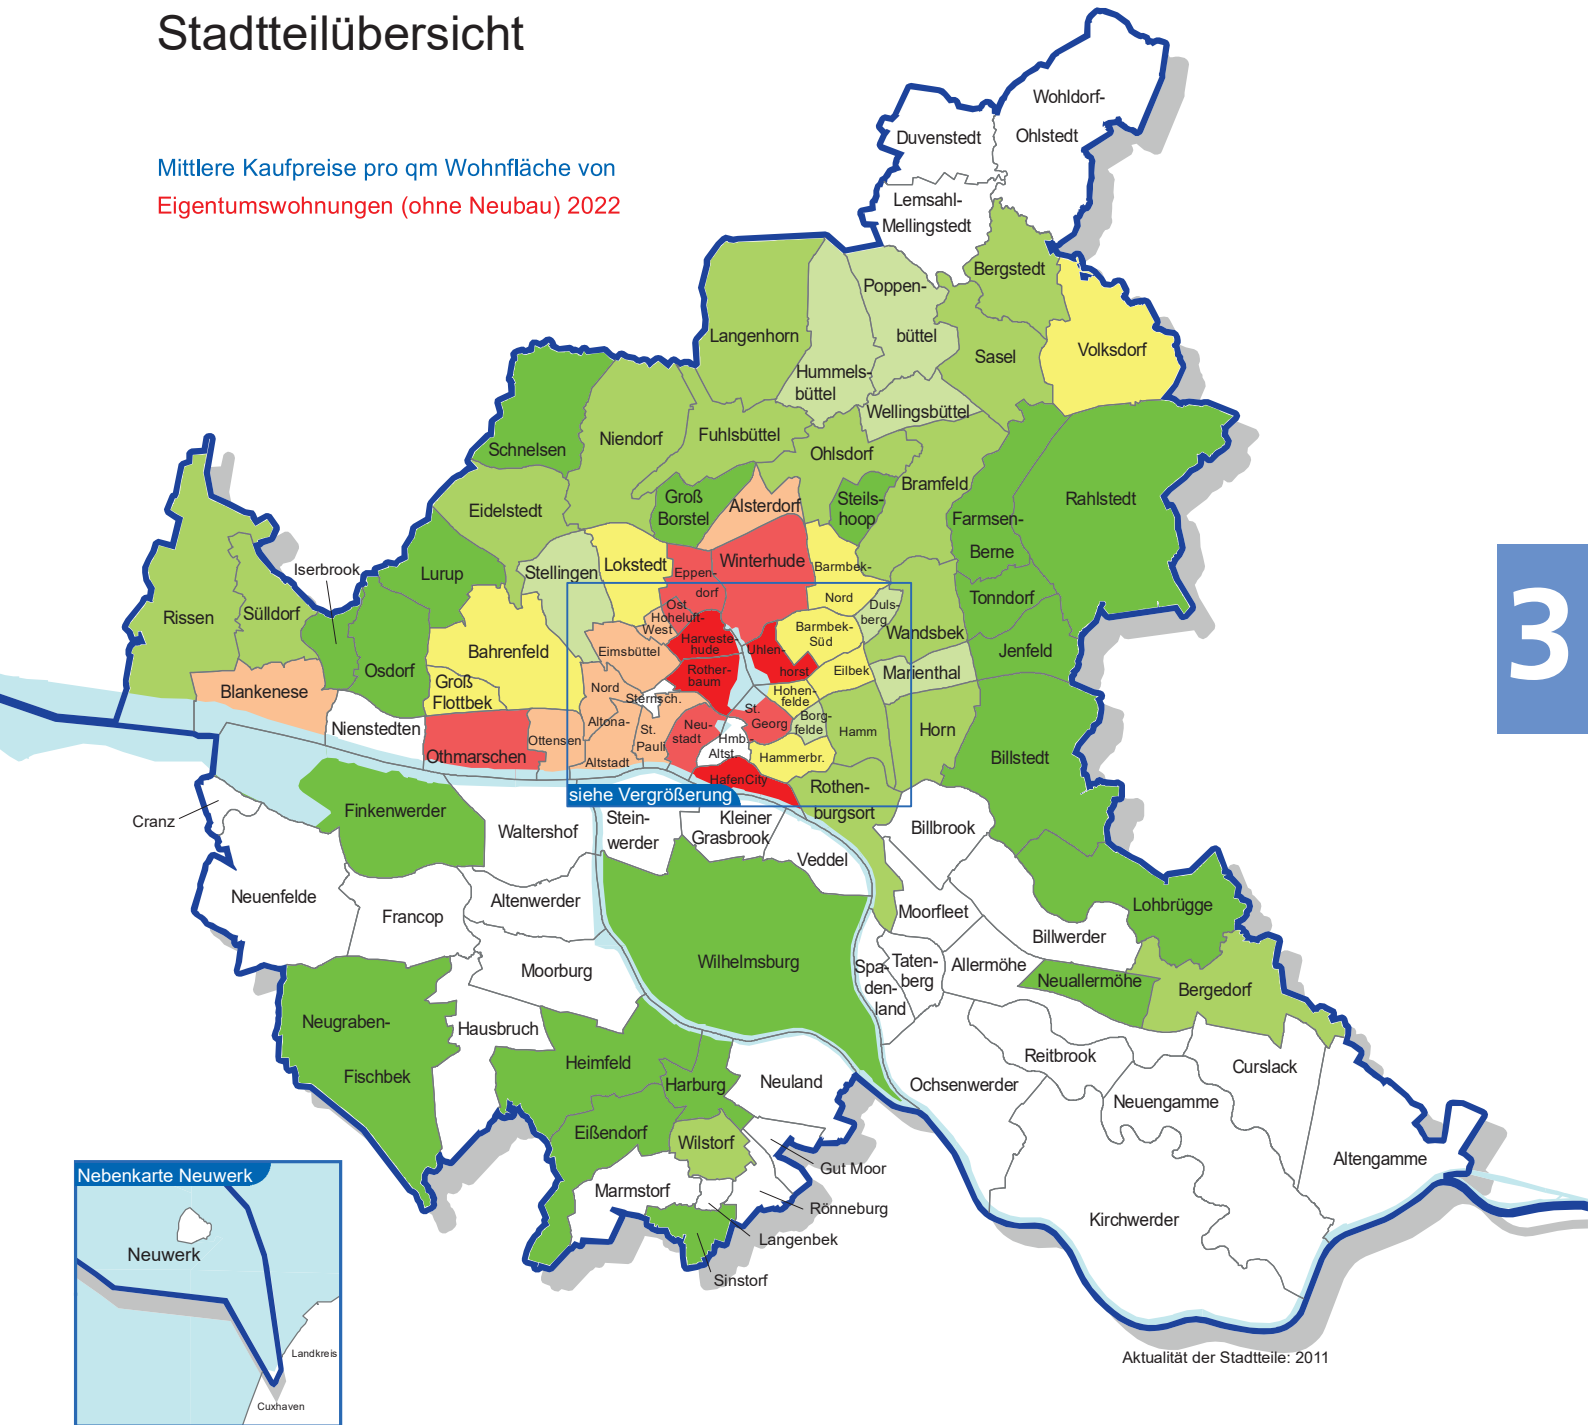 Stadtteilübersicht
Mittlere Kaufpreise pro qm Wohnfläche von
Eigentumswohnungen (ohne Neubau) 2022
3
Wohldorf-
Ohlstedt
Duvenstedt
Lemsahl-
Mellingstedt
Bergstedt
Poppen-
büttel
Volksdorf
Langenhorn
Sasel
Hummels-
büttel
Wellingsbüttel
Schnelsen
Niendorf
Fuhlsbüttel
Ohlsdorf
Bramfeld
Rahlstedt
Eidelstedt
Groß
Borstel
Alsterdorf
Steils-
hoop
Farmsen-
Berne
Iserbrook
Lurup
Stellingen
Lokstedt
Eppen-
dorf
Winterhude
Barmbek-
Nord
Tonndorf
Rissen
Sülldorf
Ost
Hoheluft-
West
Duls-
berg
Wandsbek
Barmbek-
Süd
Osdorf
Bahrenfeld
Eimsbüttel
Harveste-
hude
Uhlen-
horst
Jenfeld
Blankenese
Groß
Flottbek
Nord
Rother-
baum
Eilbek
Marienthal
Sternsch.
Hohen-
felde
Nienstedten
Altona-
Altstadt
St.
Pauli
Neu-
stadt
St.
Georg
Borg-
felde
Hamm
Horn
Othmarschen
Ottensen
Hmb.-
Altst.
Hammerbr.
Billstedt
HafenCity
siehe Vergrößerung
Rothen-
burgsort
Cranz
Finkenwerder
Waltershof
Stein-
werder
Kleiner
Grasbrook
Veddel
Billbrook
Neuenfelde
Francop
Altenwerder
Moorfleet
Lohbrügge
Billwerder
Moorburg
Wilhelmsburg
Spa-
den-
land
Taten-
berg
Allermöhe
Neuallermöhe
Bergedorf
Neugraben-
Fischbek
Hausbruch
Heimfeld
Harburg
Neuland
Reitbrook
Curslack
Ochsenwerder
Neuengamme
Eißendorf
Wilstorf
Gut Moor
Altengamme
Marmstorf
Rönneburg
Langenbek
Sinstorf
Kirchwerder
Nebenkarte Neuwerk
Neuwerk
Landkreis
Cuxhaven
Aktualität der Stadtteile: 2011